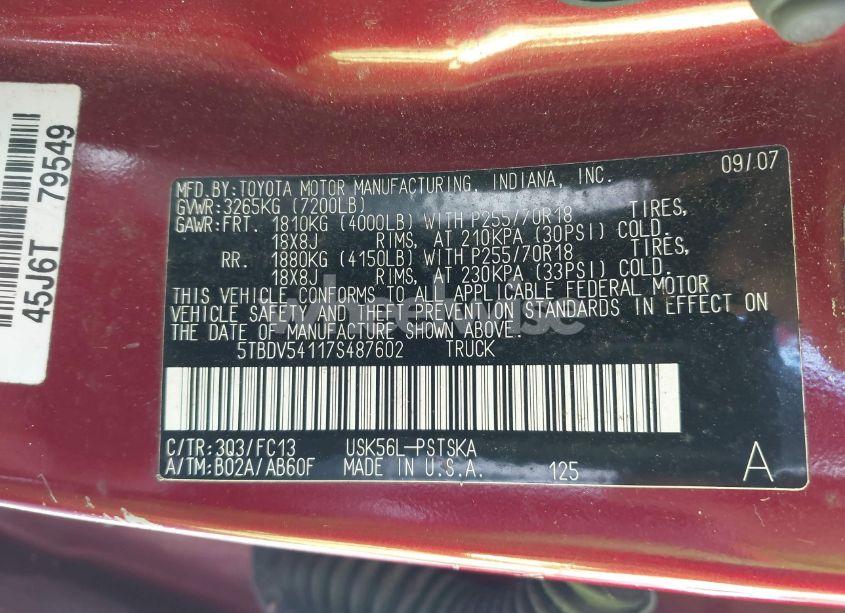 45J6T 79549
09/07
MFD.BY:TOYOTA MOTOR MANUFACTURING, INDIANA, INC.
GVWR:3265KG (7200LB)
GAWR:FRT. 1810KG (4000LB) WITH P255/70R18 TIRES,
18X8J RIMS, AT 210KPA (30PSI) COLD.
RR. 1880KG (4150LB) WITH P255/70R18 TIRES,
18X8J RIMS, AT 230KPA (33PSI) COLD.
THIS VEHICLE CONFORMS TO ALL APPLICABLE FEDERAL MOTOR
VEHICLE SAFETY AND THEFT PREVENTION STANDARDS IN EFFECT ON
THE DATE OF MANUFACTURE SHOWN ABOVE.
5TBDV54117S487602 TRUCK
C/TR:3Q3/FC13 USK56L-PSTSKA
A/TM:B02A/AB60F MADE IN U.S.A. 125 A